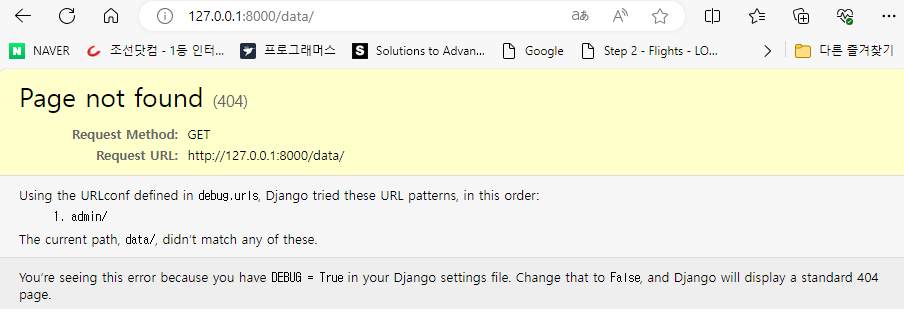 127.0.0.1:8000/data/
NAVER 조선닷컴 - 1등 인터... 프로그래머스 S Solutions to Advan... Google Step 2 - Flights - LO... 다른 즐겨찾기
Page not found (404)
Request Method: GET
Request URL: http://127.0.0.1:8000/data/
Using the URLconf defined in debug.urls, Django tried these URL patterns, in this order:
1. admin/
The current path, data/, didn't match any of these.
You're seeing this error because you have DEBUG = True in your Django settings file. Change that to False, and Django will display a standard 404
page.